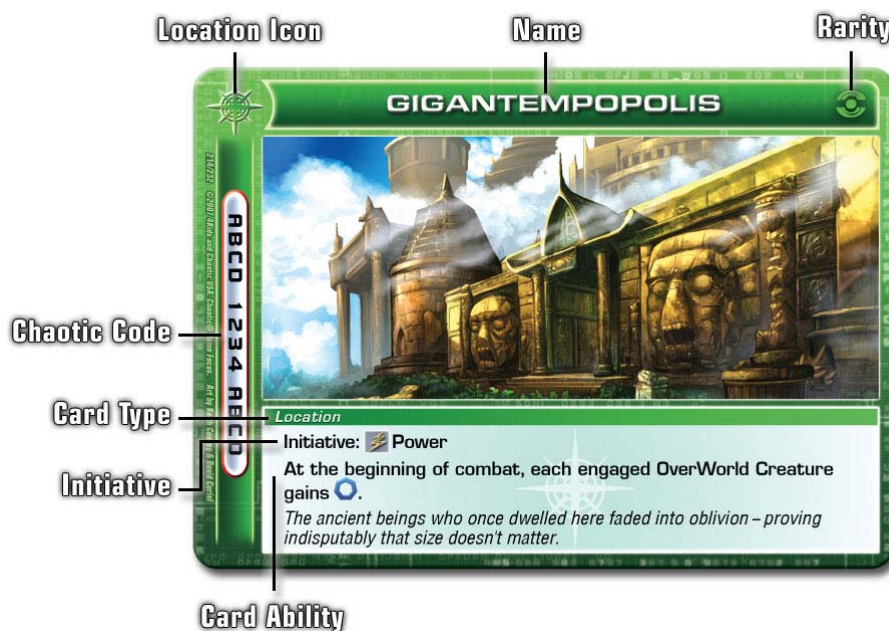 Location Icon
Name
Rarity
GIGANTEMPOPOLIS
Chaotic Code
ABCD 1234 ABCD
Card Type
Location
Initiative
Initiative: Power
At the beginning of combat, each engaged OverWorld Creature
gains .
The ancient beings who once dwelled here faded into oblivion – proving
indisputably that size doesn't matter.
Card Ability